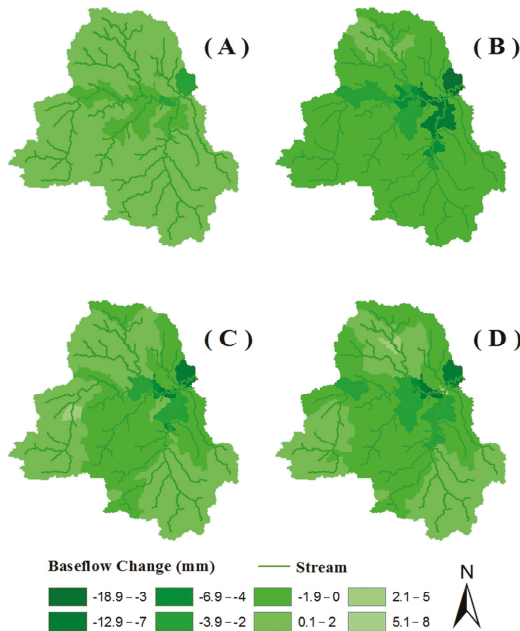 ( A )
( B )
( C )
( D )
Baseflow Change (mm)
Stream
N
-18.9 – -3
-6.9 – -4
-1.9 – 0
2.1 – 5
-12.9 – -7
-3.9 – -2
0.1 – 2
5.1 – 8